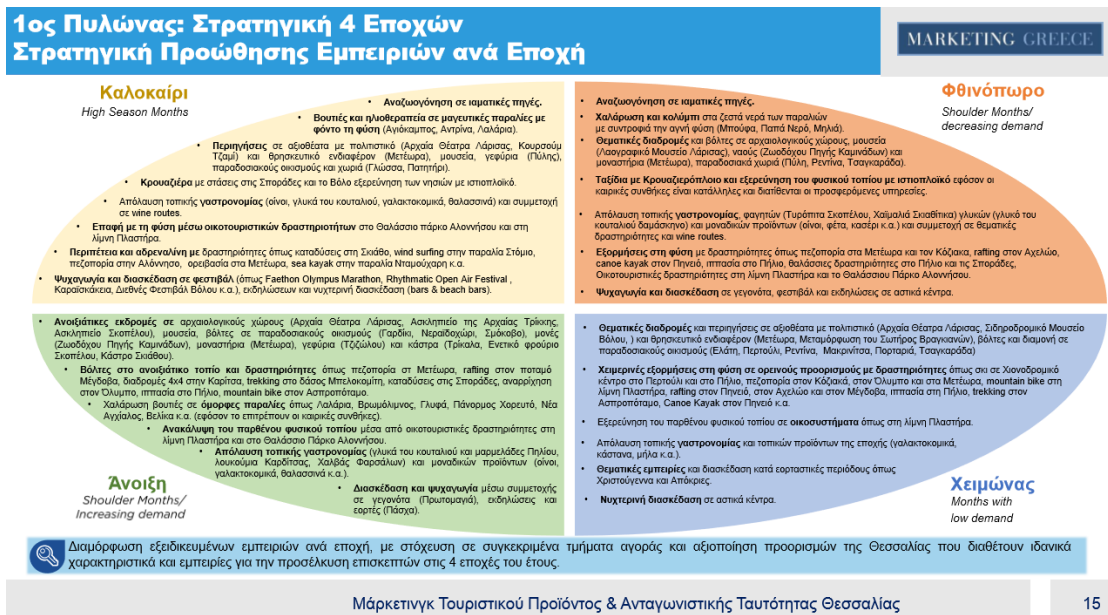 1ος Πυλώνας: Στρατηγική 4 Εποχών
Στρατηγική Προώθησης Εμπειριών ανά Εποχή
MARKETING GREECE
Καλοκαίρι
High Season Months
• Αναζωογόνηση σε ιαματικές πηγές.
• Βουτιές και ηλιοθεραπεία σε μαγευτικές παραλίες με
φόντο τη φύση (Αγιόκαμπος, Αντρίνα, Λαλάρια).
• Περιηγήσεις σε αξιοθέατα με πολιτιστικό (Αρχαία Θέατρα Λάρισας, Κουρσούμ
Τζαμί) και θρησκευτικό ενδιαφέρον (Μετέωρα), μουσεία, γεφύρια (Πύλης),
παραδοσιακούς οικισμούς και χωριά (Γλώσσα, Παπητήρι).
• Κρουαζιέρα με στάσεις στις Σποράδες και το Βόλο εξερεύνηση των νησιών με ιστιοπλοϊκό.
• Απόλαυση τοπικής γαστρονομίας (οίνοι, γλυκά του κουταλιού, γαλακτοκομικά, θαλασσινά) και συμμετοχή
σε wine routes.
• Επαφή με τη φύση μέσω οικοτουριστικών δραστηριοτήτων στο Θαλάσσιο πάρκο Αλοννήσου και στη
λίμνη Πλαστήρα.
• Περιπέτεια και αδρεναλίνη με δραστηριότητες όπως καταδύσεις στη Σκιάθο, wind surfing στην παραλία Στόμιο,
πεζοπορία στην Αλόννησο, ορειβασία στα Μετέωρα, sea kayak στην παραλία Νταμούχαρη κ.α.
• Ψυχαγωγία και διασκέδαση σε φεστιβάλ (όπως Faethon Olympus Marathon, Rhythmatic Open Air Festival ,
Καραϊσκάκεια, Διεθνές Φεστιβάλ Βόλου κ.α.), εκδηλώσεων και νυχτερινή διασκέδαση (bars & beach bars).
Φθινόπωρο
Shoulder Months/
decreasing demand
• Αναζωογόνηση σε ιαματικές πηγές.
• Χαλάρωση και κολύμπι στα ζεστά νερά των παραλιών
με συντροφιά την αγνή φύση (Μπούφα, Παπά Νερό, Μηλιά).
• Θεματικές διαδρομές και βόλτες σε αρχαιολογικούς χώρους, μουσεία
(Λαογραφικό Μουσείο Λάρισας), ναούς (Ζωοδόχου Πηγής Καμινάδων) και
μοναστήρια (Μετέωρα), παραδοσιακά χωριά (Πύλη, Ρεντίνα, Τσαγκαράδα).
• Ταξίδια με Κρουαζιερόπλοιο και εξερεύνηση του φυσικού τοπίου με ιστιοπλοϊκό εφόσον οι
καιρικές συνθήκες είναι κατάλληλες και διατίθενται οι προσφερόμενες υπηρεσίες.
• Απόλαυση τοπικής γαστρονομίας, φαγητών (Τυρόπιτα Σκοπέλου, Χαϊμαλιά Σκιαθίτικα) γλυκών (γλυκό του
κουταλιού δαμάσκηνο) και μοναδικών προϊόντων (οίνοι, φέτα, κασέρι κ.α.) και συμμετοχή σε θεματικές
δραστηριότητες και wine routes.
• Εξορμήσεις στη φύση με δραστηριότητες όπως πεζοπορία στα Μετέωρα και τον Κόζιακα, rafting στον Αχελώο,
canoe kayak στον Πηνειό, ιππασία στο Πήλιο, θαλάσσιες δραστηριότητες στο Πήλιο και τις Σποράδες,
Οικοτουριστικές δραστηριότητες στη λίμνη Πλαστήρα και το Θαλάσσιου Πάρκο Αλοννήσου.
• Ψυχαγωγία και διασκέδαση σε γεγονότα, φεστιβάλ και εκδηλώσεις σε αστικά κέντρα.
• Ανοιξιάτικες εκδρομές σε αρχαιολογικούς χώρους (Αρχαία Θέατρα Λάρισας, Ασκληπιείο της Αρχαίας Τρίκκης,
Ασκληπιείο Σκοπέλου), μουσεία, βόλτες σε παραδοσιακούς οικισμούς (Γαρδίκι, Νεραϊδοχώρι, Σμόκοβο), μονές
(Ζωοδόχου Πηγής Καμινάδων), μοναστήρια (Μετέωρα), γεφύρια (Τζιζώλου) και κάστρα (Τρίκαλα, Ενετικό φρούριο
Σκοπέλου, Κάστρο Σκιάθου).
• Βόλτες στο ανοιξιάτικο τοπίο και δραστηριότητες όπως πεζοπορία στ Μετέωρα, rafting στον ποταμό
Μέγδοβα, διαδρομές 4x4 στην Καρίτσα, trekking στο δάσος Μπελοκομίτη, καταδύσεις στις Σποράδες, αναρρίχηση
στον Όλυμπο, ιππασία στο Πήλιο, mountain bike στον Ασπροπόταμο.
• Χαλάρωση βουτιές σε όμορφες παραλίες όπως Λαλάρια, Βρωμόλιμνος, Γλυφά, Πάνορμος Χορευτό, Νέα
Αγχίαλος, Βελίκα κ.α. (εφόσον το επιτρέπουν οι καιρικές συνθήκες).
• Ανακάλυψη του παρθένου φυσικού τοπίου μέσα από οικοτουριστικές δραστηριότητες στη
λίμνη Πλαστήρα και στο Θαλάσσιο Πάρκο Αλοννήσου.
• Απόλαυση τοπικής γαστρονομίας (γλυκά του κουταλιού και μαρμελάδες Πηλίου,
λουκούμια Καρδίτσας, Χαλβάς Φαρσάλων) και μοναδικών προϊόντων (οίνοι,
γαλακτοκομικά, θαλασσινά κ.α.).
• Διασκέδαση και ψυχαγωγία μέσω συμμετοχής
σε γεγονότα (Πρωτομαγιά), εκδηλώσεις και
εορτές (Πάσχα).
Άνοιξη
Shoulder Months/
Increasing demand
• Θεματικές διαδρομές και περιηγήσεις σε αξιοθέατα με πολιτιστικό (Αρχαία Θέατρα Λάρισας, Σιδηροδρομικό Μουσείο
Βόλου, ) και θρησκευτικό ενδιαφέρον (Μετέωρα, Μεταμόρφωση του Σωτήρος Βραγκιανών), βόλτες και διαμονή σε
παραδοσιακούς οικισμούς (Ελάτη, Περτούλι, Ρεντίνα, Μακρινίτσα, Πορταριά, Τσαγκαράδα)
• Χειμερινές εξορμήσεις στη φύση σε ορεινούς προορισμούς με δραστηριότητες όπως σκι σε Χιονοδρομικό
κέντρο στο Περτούλι και στο Πήλιο, πεζοπορία στον Κόζιακά, στον Όλυμπο και στα Μετέωρα, mountain bike στη
λίμνη Πλαστήρα, rafting στον Πηνειό, στον Αχελώο και στον Μέγδοβα, ιππασία στη Πήλιο, trekking στον
Ασπροπόταμο, Canoe Kayak στον Πηνειό κ.α.
• Εξερεύνηση του παρθένου φυσικού τοπίου σε οικοσυστήματα όπως στη λίμνη Πλαστήρα.
• Απόλαυση τοπικής γαστρονομίας και τοπικών προϊόντων της εποχής (γαλακτοκομικά,
κάστανα, μήλα κ.α.).
• Θεματικές εμπειρίες και διασκέδαση κατά εορταστικές περιόδους όπως
Χριστούγεννα και Απόκριες.
• Νυχτερινή διασκέδαση σε αστικά κέντρα.
Χειμώνας
Months with
low demand
Διαμόρφωση εξειδικευμένων εμπειριών ανά εποχή, με στόχευση σε συγκεκριμένα τμήματα αγοράς και αξιοποίηση προορισμών της Θεσσαλίας που διαθέτουν ιδανικά
χαρακτηριστικά και εμπειρίες για την προσέλκυση επισκεπτών στις 4 εποχές του έτους.
Μάρκετινγκ Τουριστικού Προϊόντος & Ανταγωνιστικής Ταυτότητας Θεσσαλίας
15